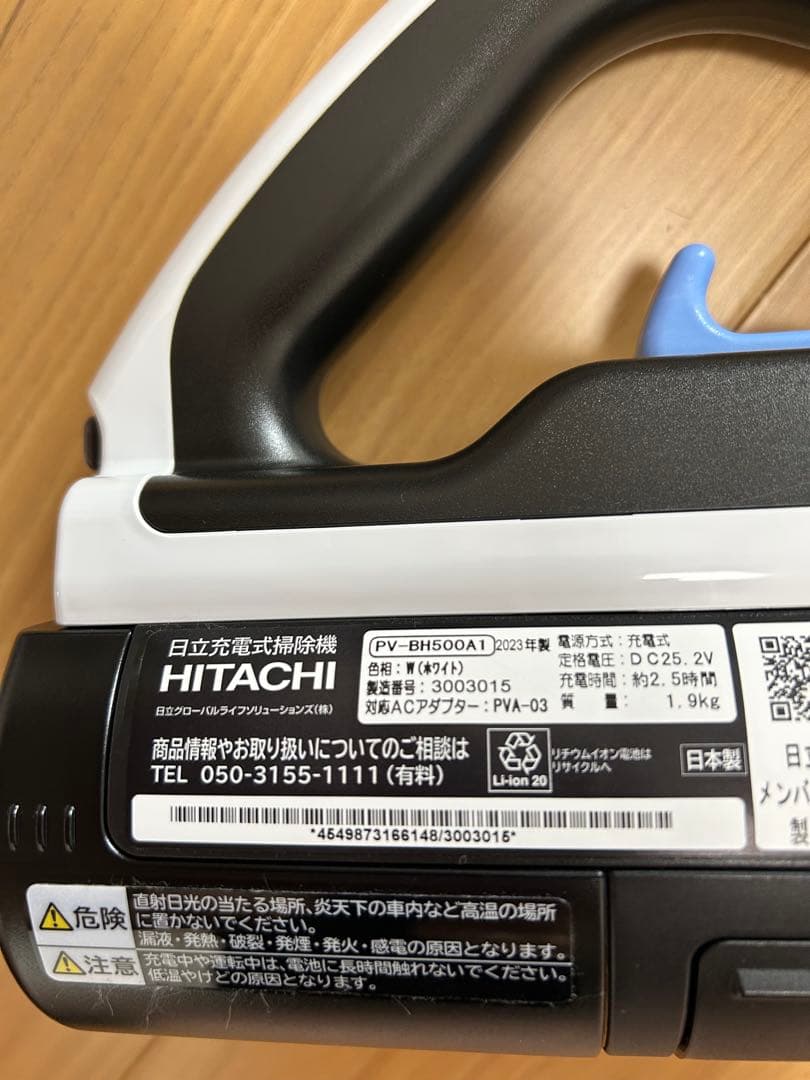 日立充電式掃除機
HITACHI
日立グローバルライフソリューションズ(株)
PV-BH500A1 2023年製
色相:W(ホワイト)
製造番号:3003015
対応ACアダプター:PVA-03
電源方式:充電式
定格電圧:DC25.2V
充電時間:約2.5時間
質 量: 1.9kg
商品情報やお取り扱いについてのご相談は
TEL 050-3155-1111(有料)
Li-ion 20
リチウムイオン電池は
リサイクルへ
日本製
*4549873166148/3003015*
日立
メンバ
製
危険
直射日光の当たる場所、炎天下の車内など高温の場所
に置かないでください。
漏液・発熱・破裂・発煙・発火・感電の原因となります。
注意
充電中や運転中は、電池に長時間触れないでください。
低温やけどの原因となります。